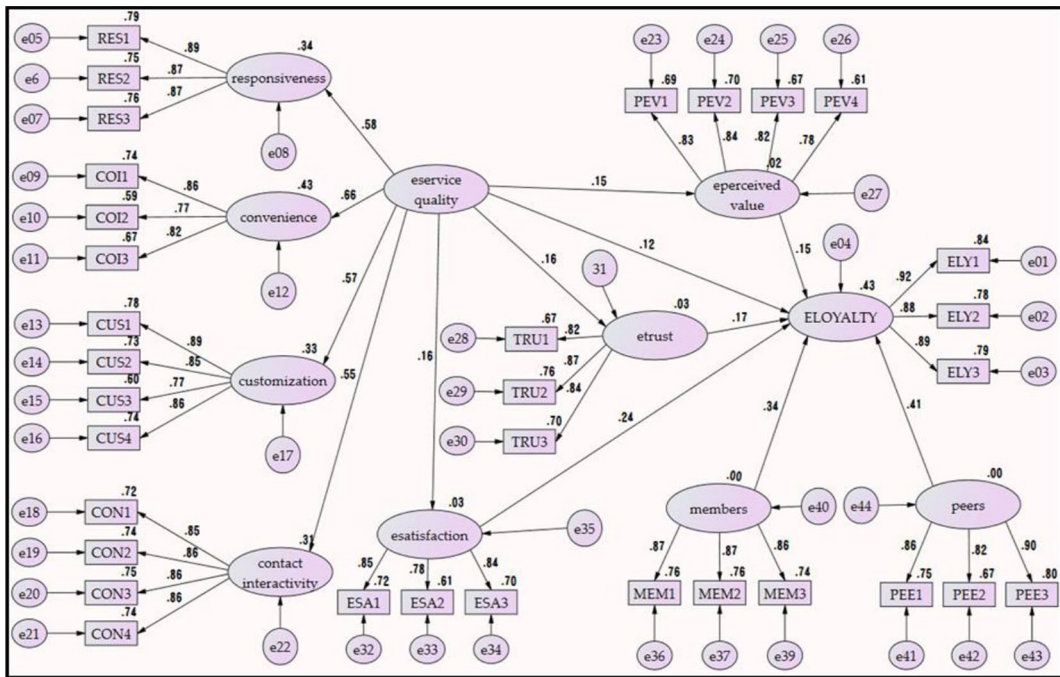 .79
e05 RES1
.89
.75
e6 RES2
.87
.76
e07 RES3
.87
.34
responsiveness
e08
.58
.74
e09 COI1
.86
.59
e10 COI2
.77
.67
e11 COI3
.82
.43
convenience
e12
.66
.78
e13 CUS1
.89
.73
e14 CUS2
.85
.60
e15 CUS3
.77
.74
e16 CUS4
.86
.33
customization
e17
.57
.72
e18 CON1
.85
.74
e19 CON2
.86
.75
e20 CON3
.86
.74
e21 CON4
.86
.31
contact
interactivity
e22
.55
eservice
quality
.15
.12
.16
.16
e23 e24 e25 e26
.69 .70 .67 .61
PEV1 PEV2 PEV3 PEV4
.83 .84 .82 .78
.02
eperceived
value
e27
.15
31
.03
etrust
.17
.67
e28 TRU1
.82
.76
e29 TRU2
.87
.70
e30 TRU3
.84
e04
.43
ELOYALTY
.84
ELY1 e01
.92
.78
ELY2 e02
.88
.79
ELY3 e03
.89
.24
.34
.41
.03
esatisfaction
e35
.85 .78 .84
.72 .61 .70
ESA1 ESA2 ESA3
e32 e33 e34
.00
members
e40
.87 .87 .86
.76 .76 .74
MEM1 MEM2 MEM3
e36 e37 e39
.00
peers
e44
.86 .82 .90
.75 .67 .80
PEE1 PEE2 PEE3
e41 e42 e43